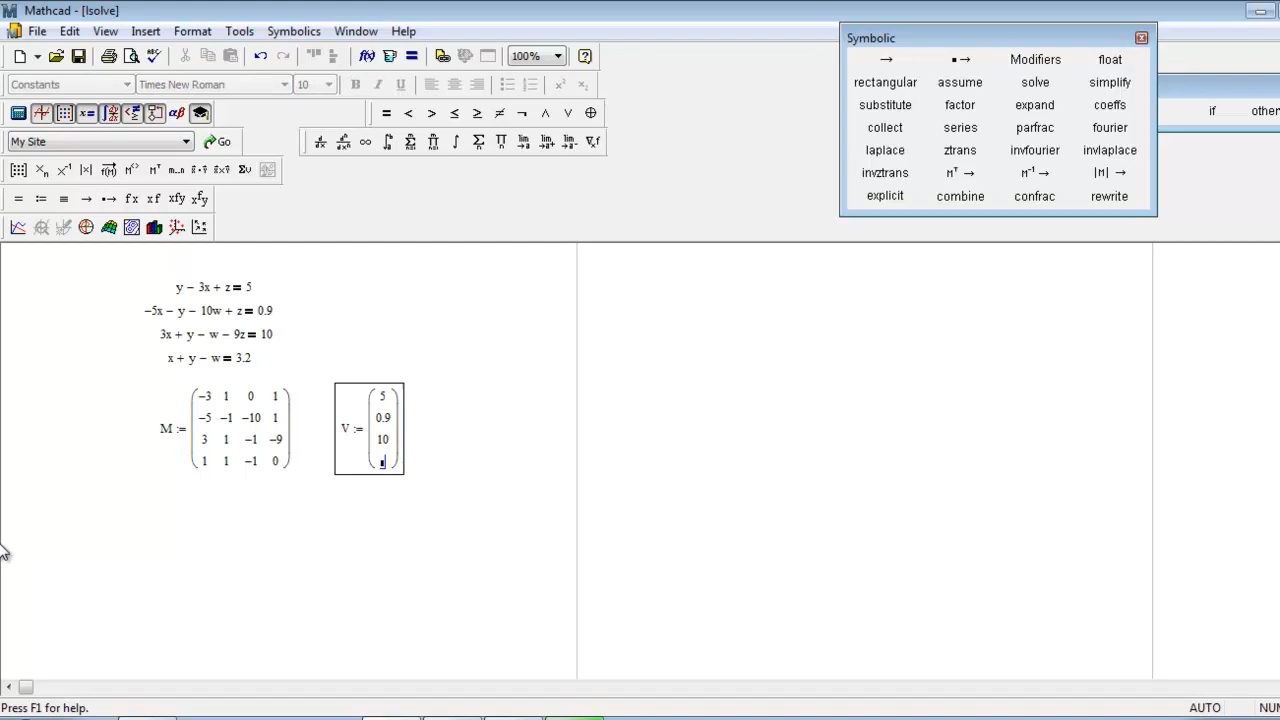 Mathcad - [lsolve]
File Edit View Insert Format Tools Symbolics Window Help
100%
Constants Times New Roman 10 B I U
My Site Go
Symbolic
→ ▪ → Modifiers float
rectangular assume solve simplify
substitute factor expand coeffs
collect series parfrac fourier
laplace ztrans invfourier invlaplace
invztrans Mᵀ → M⁻¹ → |M| →
explicit combine confrac rewrite
if other
y − 3x + z = 5
−5x − y − 10w + z = 0.9
3x + y − w − 9z = 10
x + y − w = 3.2
M :=
−3 1 0 1
−5 −1 −10 1
3 1 −1 −9
1 1 −1 0
V :=
5
0.9
10
Press F1 for help. AUTO NUM